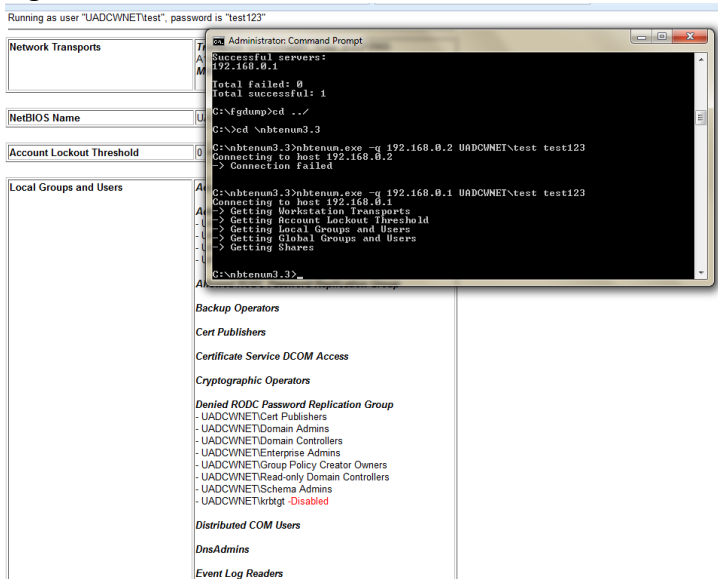 Running as user "UADCWNET\test", password is "test123"
Network Transports
NetBIOS Name
Account Lockout Threshold
0
Local Groups and Users
Administrator: Command Prompt
Successful servers:
192.168.0.1
Total failed: 0
Total successful: 1
C:\fgdump>cd ../
C:\>cd \nbtenum3.3
C:\nbtenum3.3>nbtenum.exe -q 192.168.0.2 UADCWNET\test test123
Connecting to host 192.168.0.2
-> Connection failed
C:\nbtenum3.3>nbtenum.exe -q 192.168.0.1 UADCWNET\test test123
Connecting to host 192.168.0.1
-> Getting Workstation Transports
-> Getting Account Lockout Threshold
-> Getting Local Groups and Users
-> Getting Global Groups and Users
-> Getting Shares
C:\nbtenum3.3>_
Backup Operators
Cert Publishers
Certificate Service DCOM Access
Cryptographic Operators
Denied RODC Password Replication Group
- UADCWNET\Cert Publishers
- UADCWNET\Domain Admins
- UADCWNET\Domain Controllers
- UADCWNET\Enterprise Admins
- UADCWNET\Group Policy Creator Owners
- UADCWNET\Read-only Domain Controllers
- UADCWNET\Schema Admins
- UADCWNET\krbtgt -Disabled
Distributed COM Users
DnsAdmins
Event Log Readers